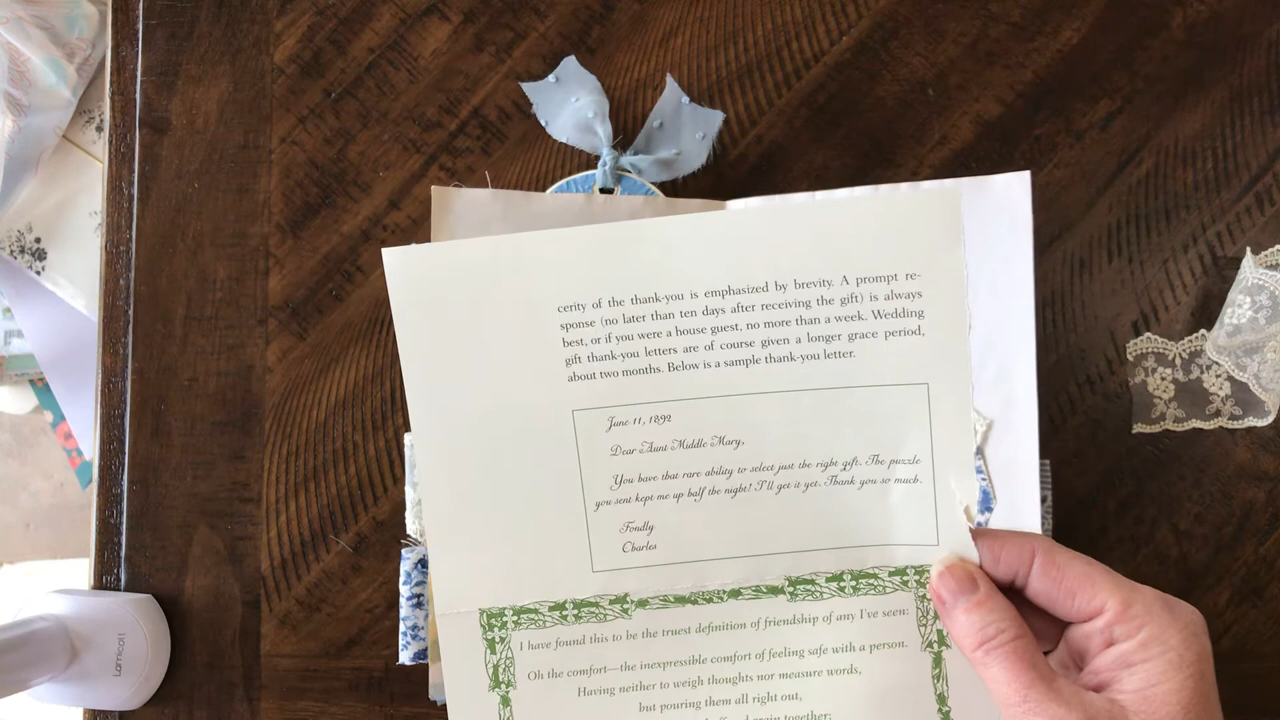 cerity of the thank-you is emphasized by brevity. A prompt re-
sponse (no later than ten days after receiving the gift) is always
best, or if you were a house guest, no more than a week. Wedding
gift thank-you letters are of course given a longer grace period,
about two months. Below is a sample thank-you letter.
June 11, 1892
Dear Aunt Middle Mary,
You have that rare ability to select just the right gift. The puzzle
you sent kept me up half the night! I'll get it yet. Thank you so much.
Fondly
Charles
I have found this to be the truest definition of friendship of any I've seen:
Oh the comfort—the inexpressible comfort of feeling safe with a person.
Having neither to weigh thoughts nor measure words,
but pouring them all right out,
and grain together;
Lamicall